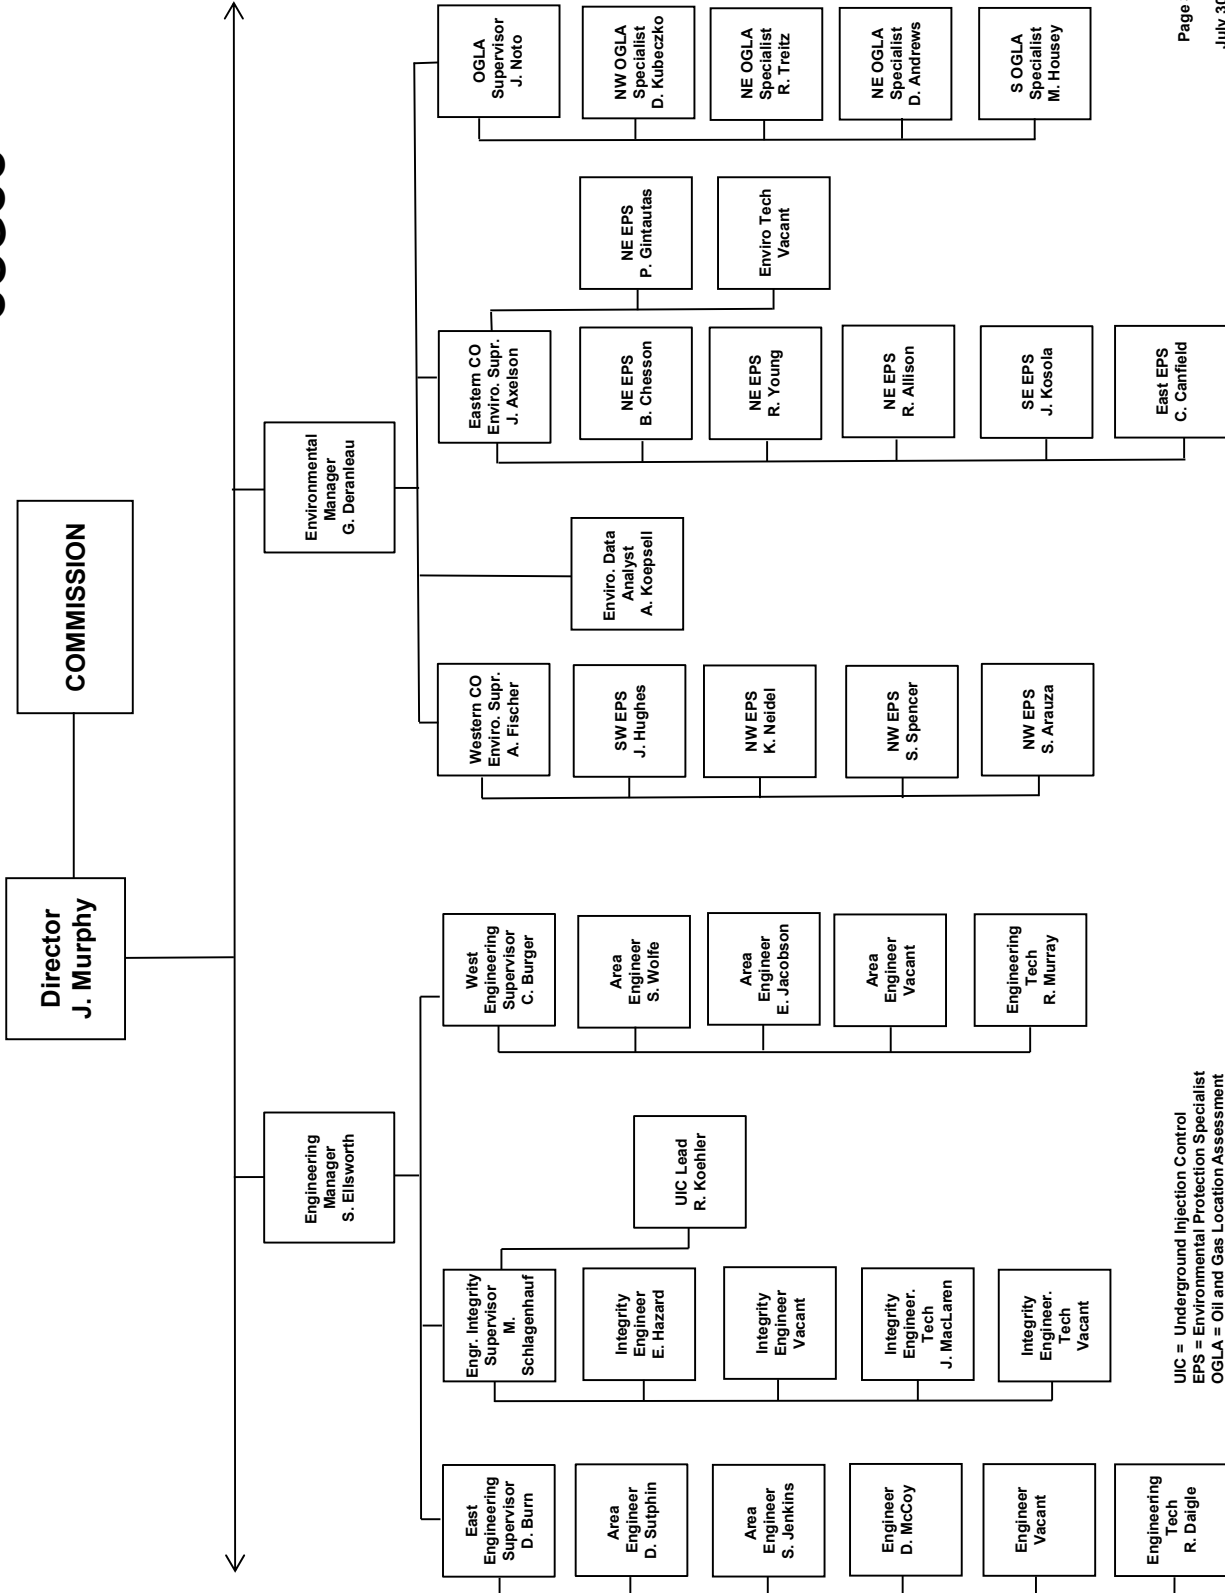 COMMISSION
Director
J. Murphy
Engineering
Manager
S. Ellsworth
Environmental
Manager
G. Deranleau
East
Engineering
Supervisor
D. Burn
Area
Engineer
D. Sutphin
Area
Engineer
S. Jenkins
Engineer
D. McCoy
Engineer
Vacant
Engineering
Tech
R. Daigle
Engr. Integrity
Supervisor
M.
Schlagenhauf
Integrity
Engineer
E. Hazard
Integrity
Engineer
Vacant
Integrity
Engineer.
Tech
J. MacLaren
Integrity
Engineer.
Tech
Vacant
UIC Lead
R. Koehler
West
Engineering
Supervisor
C. Burger
Area
Engineer
S. Wolfe
Area
Engineer
E. Jacobson
Area
Engineer
Vacant
Engineering
Tech
R. Murray
Western CO
Enviro. Supr.
A. Fischer
SW EPS
J. Hughes
NW EPS
K. Neidel
NW EPS
S. Spencer
NW EPS
S. Arauza
Enviro. Data
Analyst
A. Koepsell
Eastern CO
Enviro. Supr.
J. Axelson
NE EPS
B. Chesson
NE EPS
R. Young
NE EPS
R. Allison
SE EPS
J. Kosola
East EPS
C. Canfield
NE EPS
P. Gintautas
Enviro Tech
Vacant
OGLA
Supervisor
J. Noto
NW OGLA
Specialist
D. Kubeczko
NE OGLA
Specialist
R. Treitz
NE OGLA
Specialist
D. Andrews
S OGLA
Specialist
M. Housey
UIC = Underground Injection Control
EPS = Environmental Protection Specialist
OGLA = Oil and Gas Location Assessment
Page
July 30